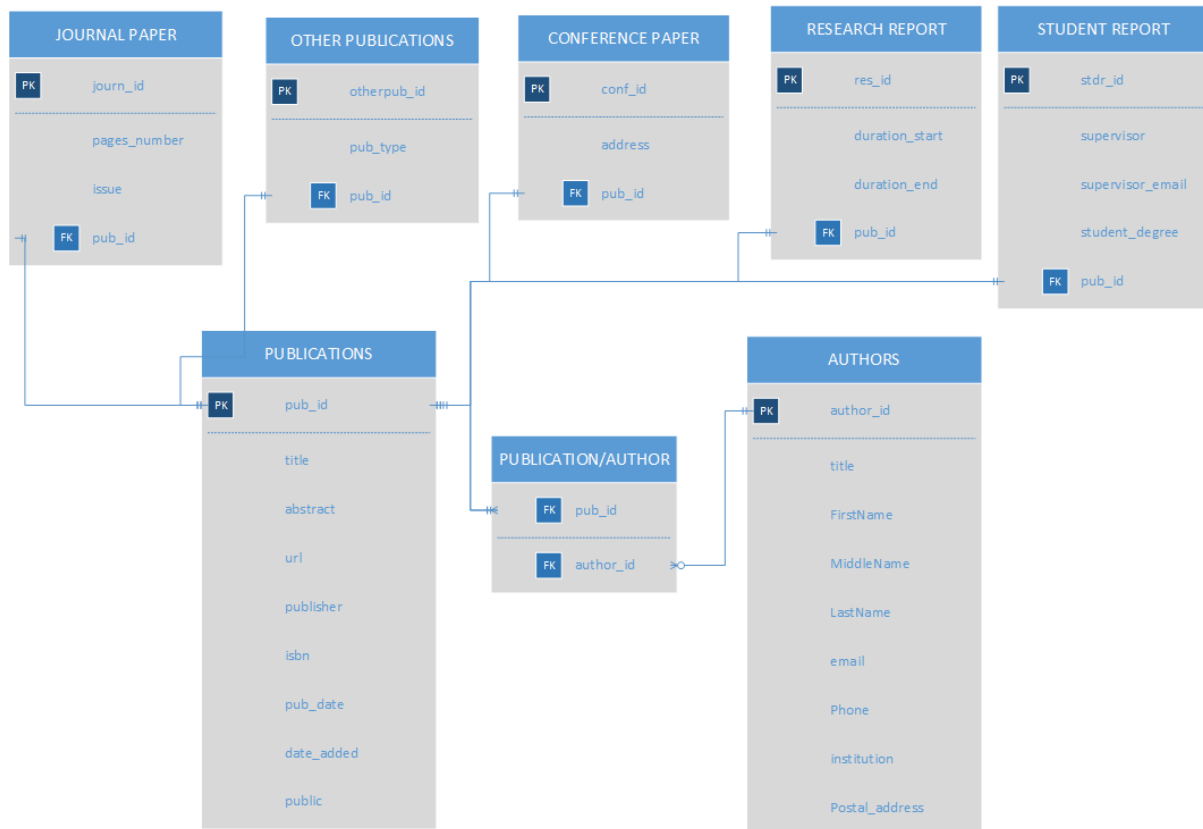 JOURNAL PAPER
PK journ_id
pages_number
issue
FK pub_id
OTHER PUBLICATIONS
PK otherpub_id
pub_type
FK pub_id
CONFERENCE PAPER
PK conf_id
address
FK pub_id
RESEARCH REPORT
PK res_id
duration_start
duration_end
FK pub_id
STUDENT REPORT
PK stdr_id
supervisor
supervisor_email
student_degree
FK pub_id
PUBLICATIONS
PK pub_id
title
abstract
url
publisher
isbn
pub_date
date_added
public
PUBLICATION/AUTHOR
FK pub_id
FK author_id
AUTHORS
PK author_id
title
FirstName
MiddleName
LastName
email
Phone
institution
Postal_address